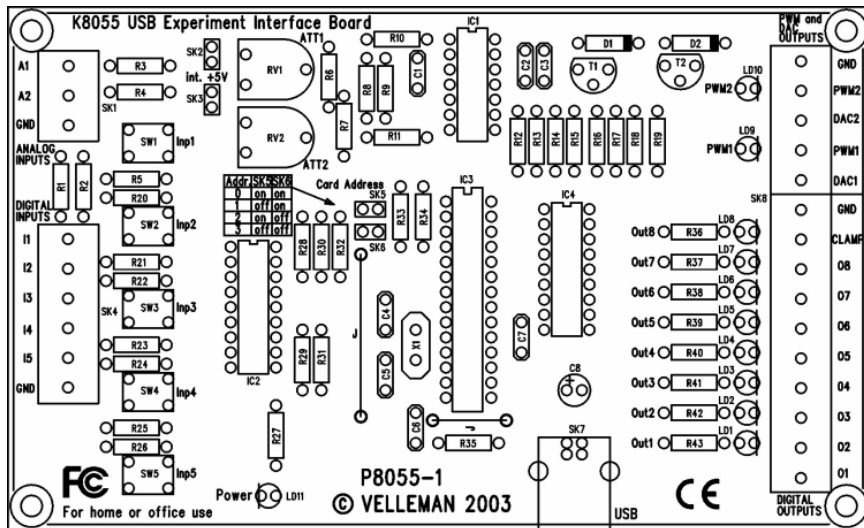 K8055 USB Experiment Interface Board
PWM and
DAC
OUTPUTS
A1
A2
GND
SK1
ANALOG
INPUTS
R3
R4
SK2
int. +5V
SK3
ATT1
RV1
RV2
ATT2
R6
R7
R8
R9
R10
R11
C1
IC1
C2
C3
D1
D2
T1
T2
LD10
PWM2
LD9
PWM1
GND
PWM2
DAC2
PWM1
DAC1
SW1
Inp1
R1
R2
R5
R20
R12
R13
R14
R15
R16
R17
R18
R19
DIGITAL
INPUTS
I1
I2
I3
I4
I5
GND
SK4
SW2
Inp2
R21
R22
SW3
Inp3
R23
R24
SW4
Inp4
R25
R26
SW5
Inp5
Addr. SK5 SK6
0 on on
1 off on
2 on off
3 off off
Card Address
SK5
SK6
R28
R30
R32
R33
R34
IC3
IC4
IC2
R29
R31
R27
J
C4
C5
C6
X1
C7
C8
J
R35
SK7
USB
SK8
GND
CLAMP
Out8 R36 LD8 O8
Out7 R37 LD7 O7
Out6 R38 LD6 O6
Out5 R39 LD5 O5
Out4 R40 LD4 O4
Out3 R41 LD3 O3
Out2 R42 LD2 O2
Out1 R43 LD1 O1
DIGITAL
OUTPUTS
FC
For home or office use
Power
LD11
P8055-1
© VELLEMAN 2003
CE